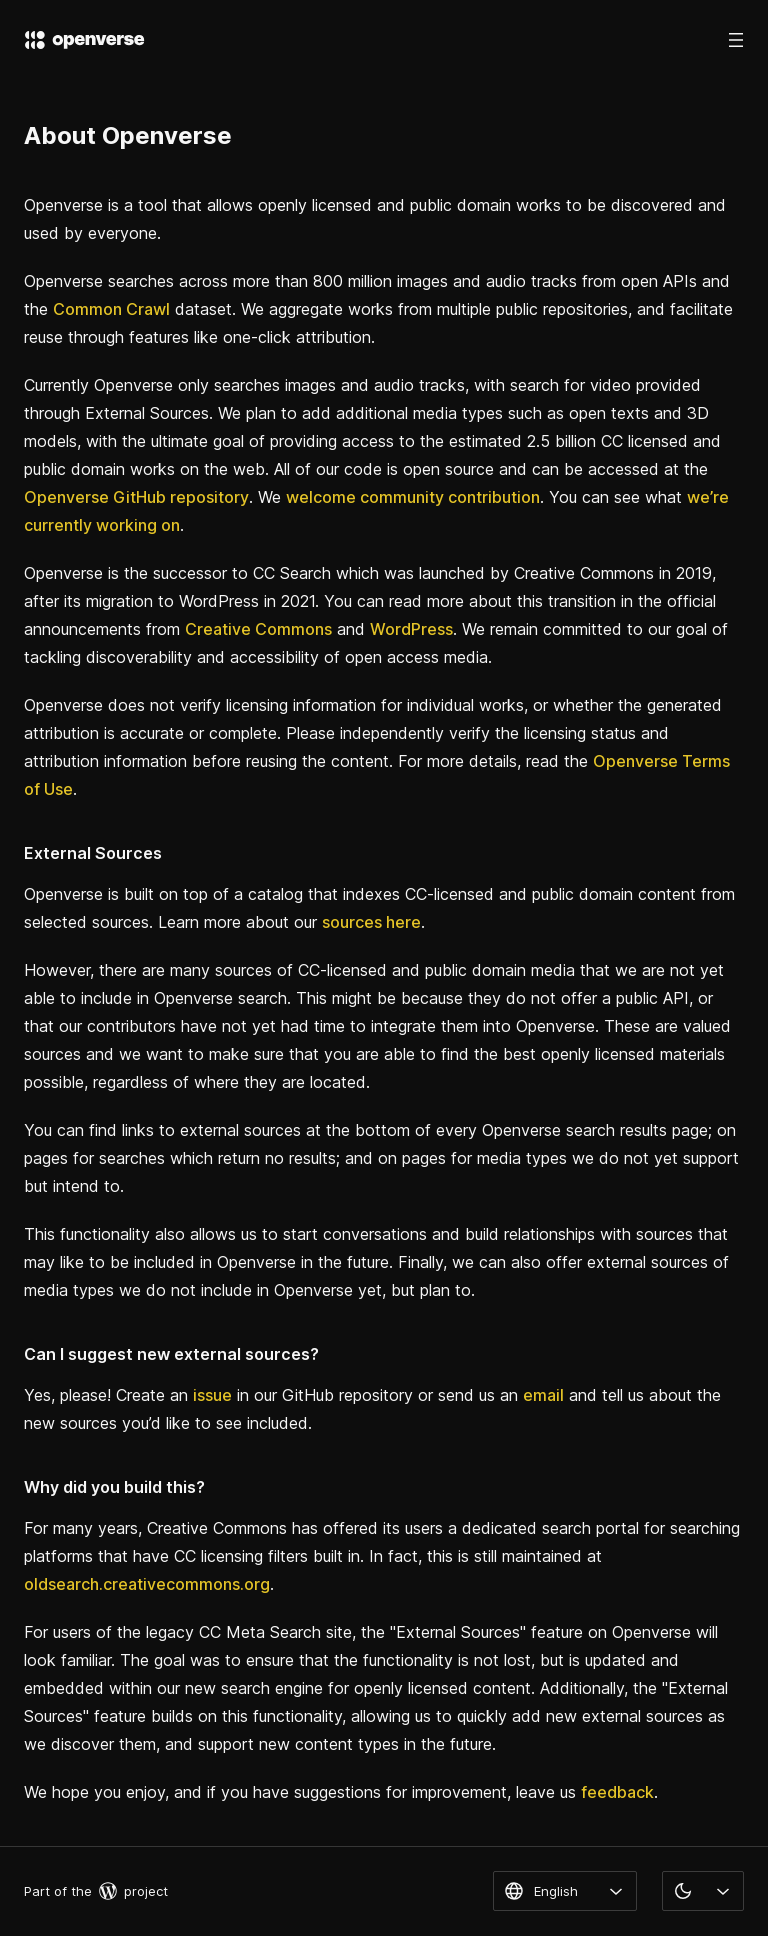 openverse
About Openverse
Openverse is a tool that allows openly licensed and public domain works to be discovered and
used by everyone.
Openverse searches across more than 800 million images and audio tracks from open APIs and
the Common Crawl dataset. We aggregate works from multiple public repositories, and facilitate
reuse through features like one-click attribution.
Currently Openverse only searches images and audio tracks, with search for video provided
through External Sources. We plan to add additional media types such as open texts and 3D
models, with the ultimate goal of providing access to the estimated 2.5 billion CC licensed and
public domain works on the web. All of our code is open source and can be accessed at the
Openverse GitHub repository. We welcome community contribution. You can see what we’re
currently working on.
Openverse is the successor to CC Search which was launched by Creative Commons in 2019,
after its migration to WordPress in 2021. You can read more about this transition in the official
announcements from Creative Commons and WordPress. We remain committed to our goal of
tackling discoverability and accessibility of open access media.
Openverse does not verify licensing information for individual works, or whether the generated
attribution is accurate or complete. Please independently verify the licensing status and
attribution information before reusing the content. For more details, read the Openverse Terms
of Use.
External Sources
Openverse is built on top of a catalog that indexes CC-licensed and public domain content from
selected sources. Learn more about our sources here.
However, there are many sources of CC-licensed and public domain media that we are not yet
able to include in Openverse search. This might be because they do not offer a public API, or
that our contributors have not yet had time to integrate them into Openverse. These are valued
sources and we want to make sure that you are able to find the best openly licensed materials
possible, regardless of where they are located.
You can find links to external sources at the bottom of every Openverse search results page; on
pages for searches which return no results; and on pages for media types we do not yet support
but intend to.
This functionality also allows us to start conversations and build relationships with sources that
may like to be included in Openverse in the future. Finally, we can also offer external sources of
media types we do not include in Openverse yet, but plan to.
Can I suggest new external sources?
Yes, please! Create an issue in our GitHub repository or send us an email and tell us about the
new sources you’d like to see included.
Why did you build this?
For many years, Creative Commons has offered its users a dedicated search portal for searching
platforms that have CC licensing filters built in. In fact, this is still maintained at
oldsearch.creativecommons.org.
For users of the legacy CC Meta Search site, the "External Sources" feature on Openverse will
look familiar. The goal was to ensure that the functionality is not lost, but is updated and
embedded within our new search engine for openly licensed content. Additionally, the "External
Sources" feature builds on this functionality, allowing us to quickly add new external sources as
we discover them, and support new content types in the future.
We hope you enjoy, and if you have suggestions for improvement, leave us feedback.
Part of the project
English